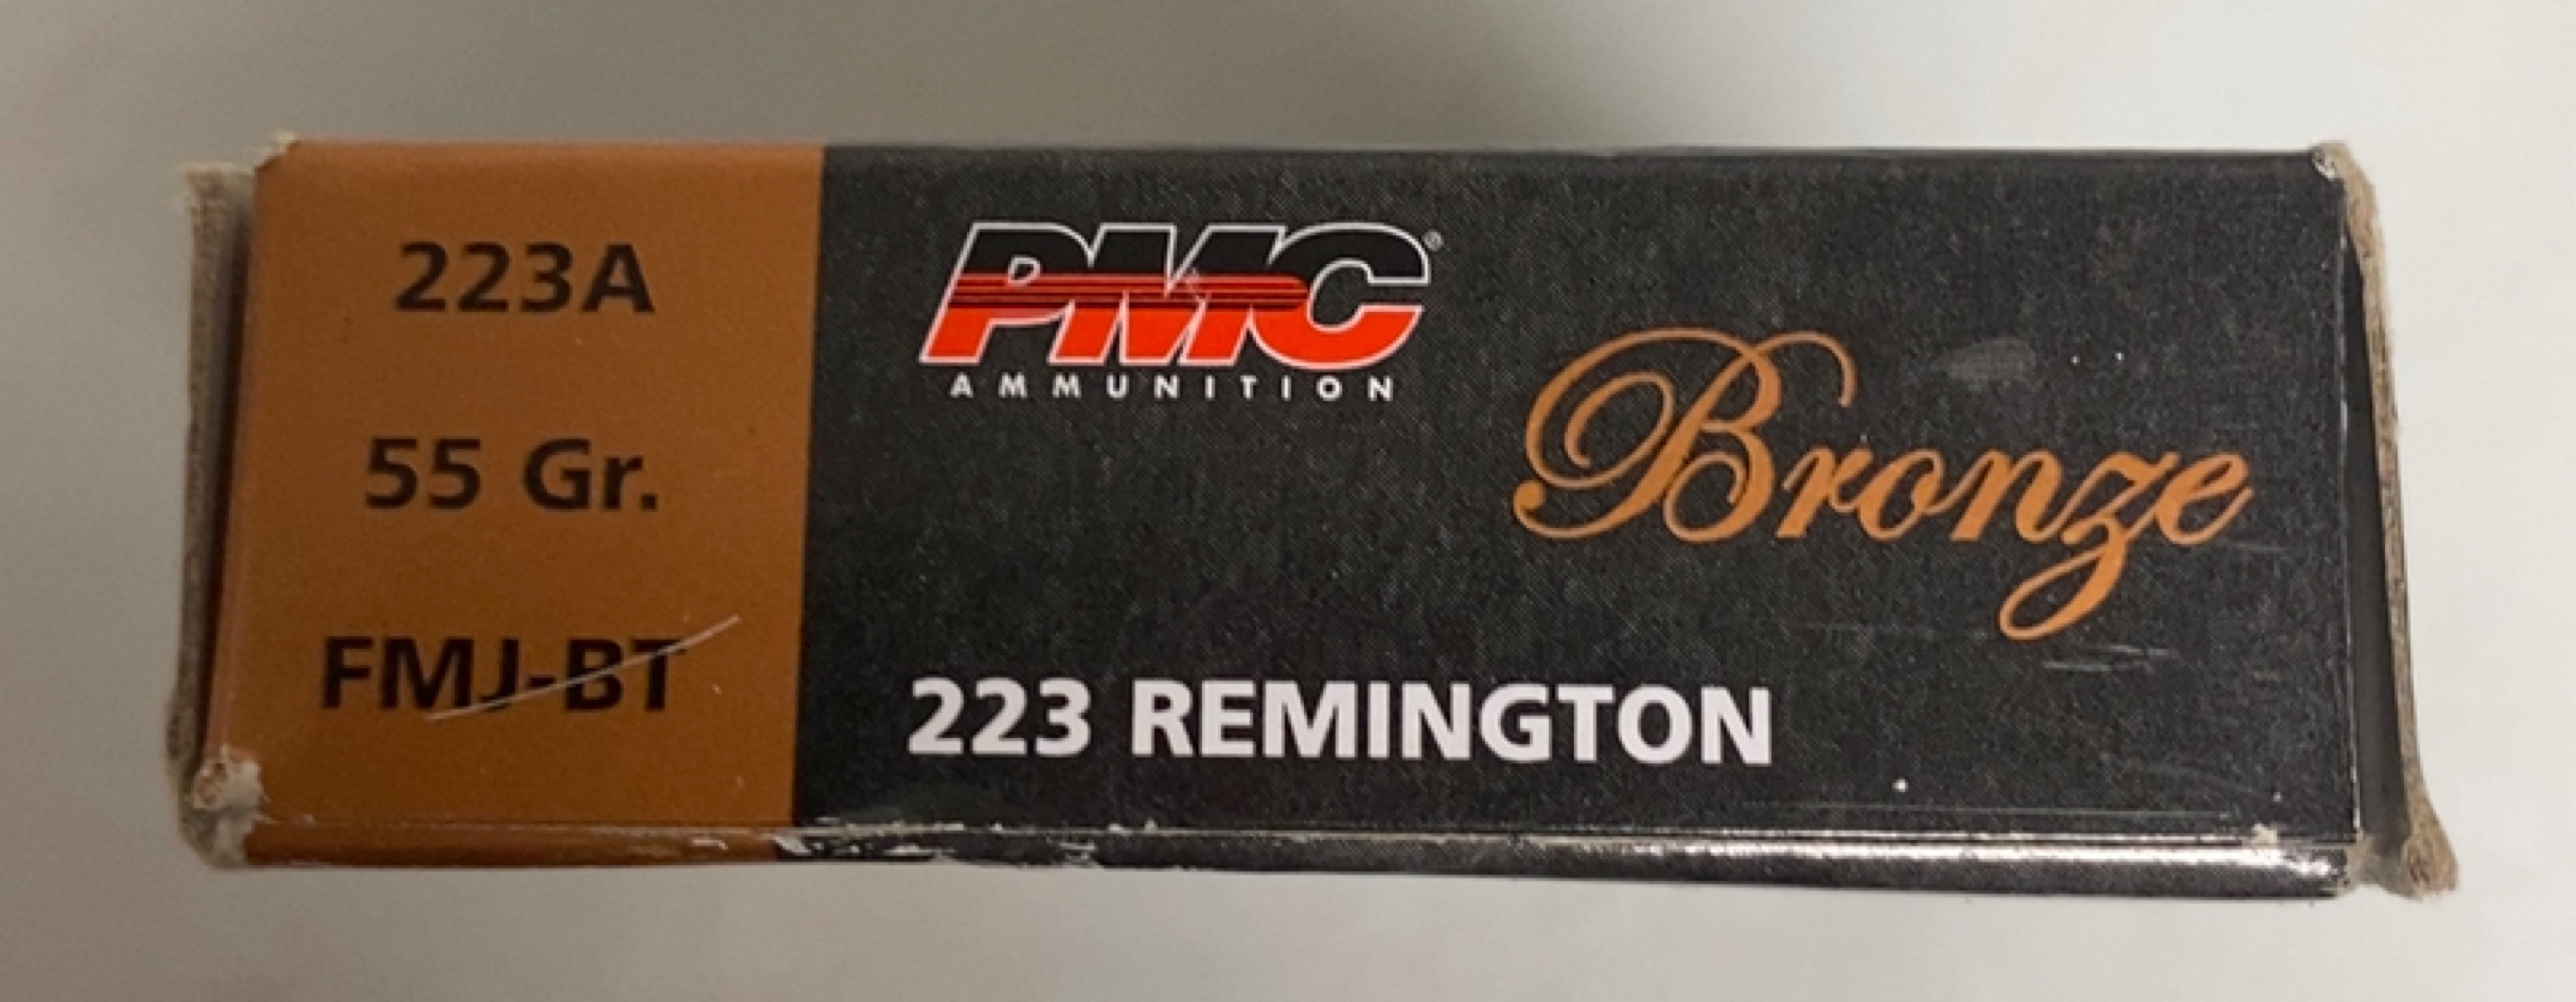 223A
55 Gr.
FMJ-BT
PMC®
AMMUNITION
Bronze
223 REMINGTON